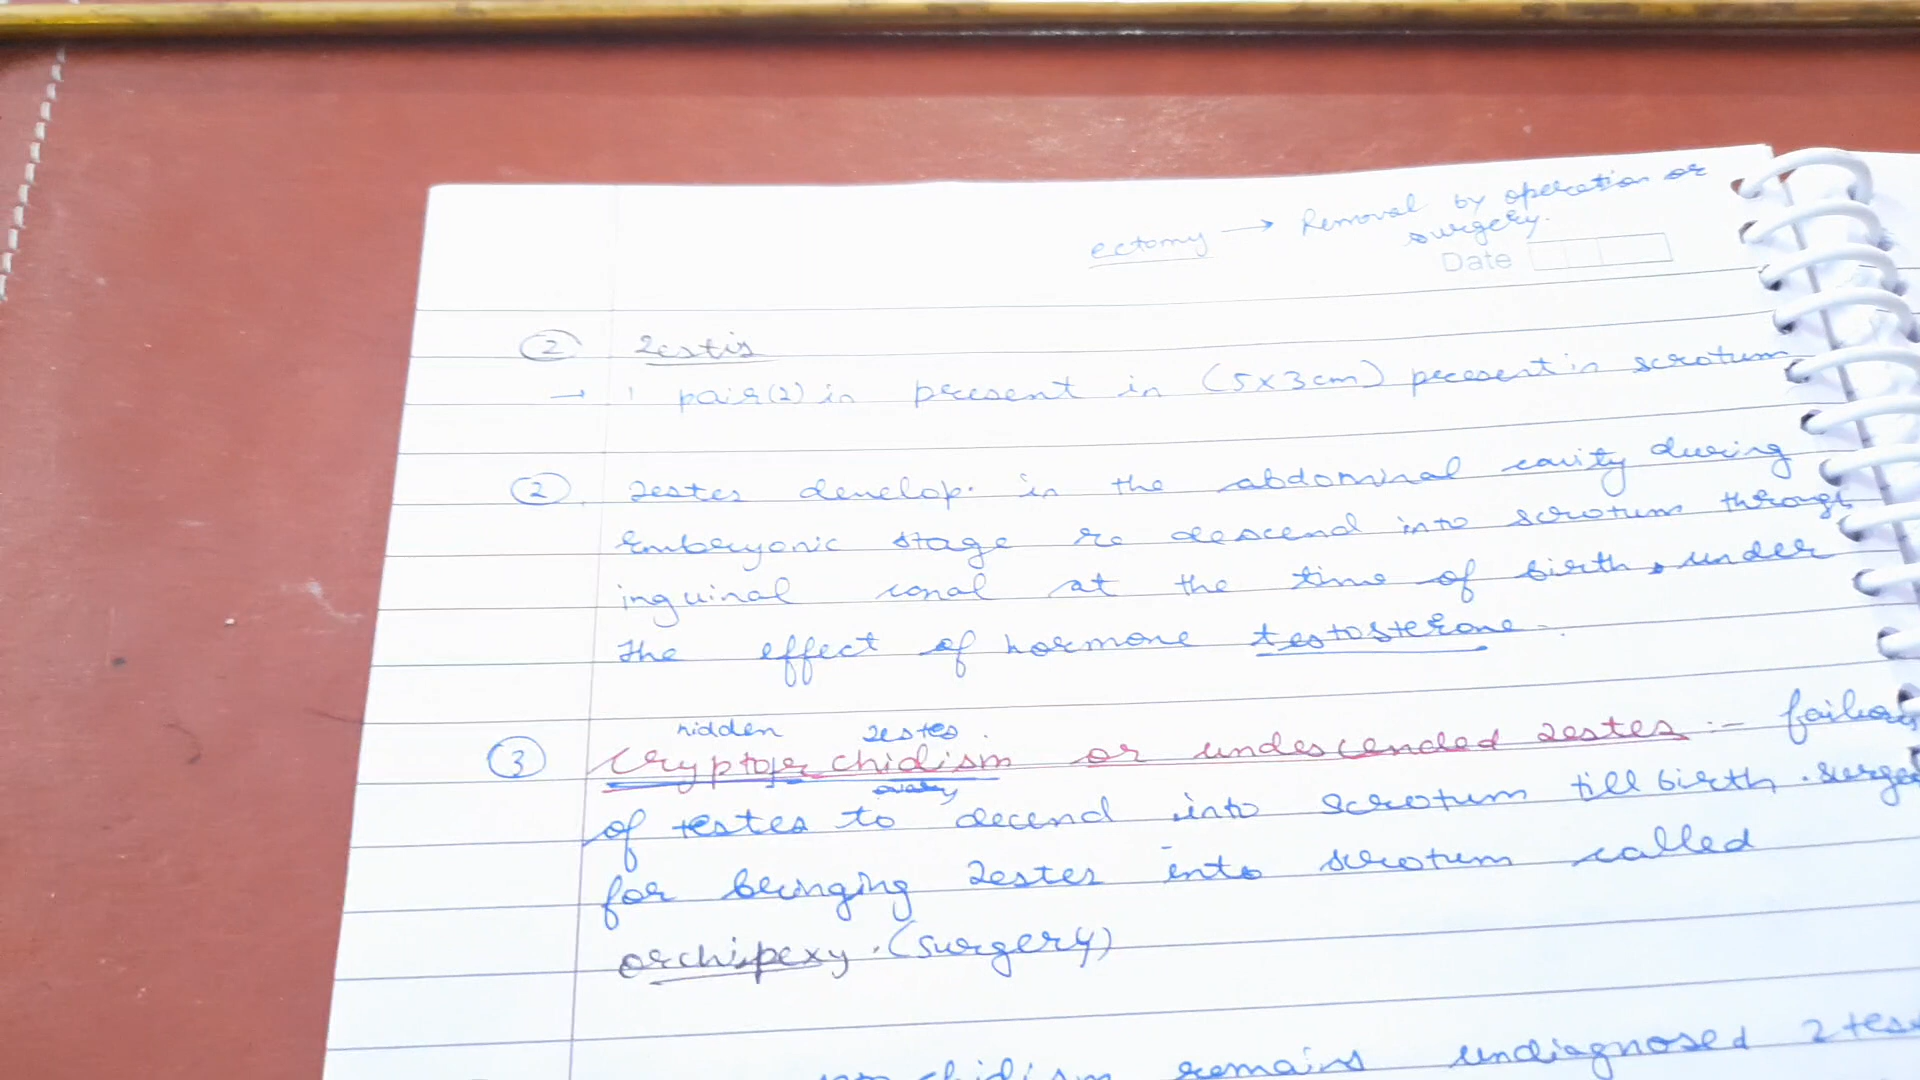 ectomy → Removal by operation or
surgery.
Date
② Testis
→ 1 pair(2) in present in (5x3cm) present in scrotum
② Testes develop. in the abdominal cavity during
Embryonic stage & descend into scrotum through
inguinal canal at the time of birth, under
the effect of hormone testosterone.
hidden testes.
③ Cryptorchidism or undescended testes :-
ovary
of testes to decend into scrotum till birth.
for bringing testes into scrotum called
orchipexy. (surgery)
remains undiagnosed 2